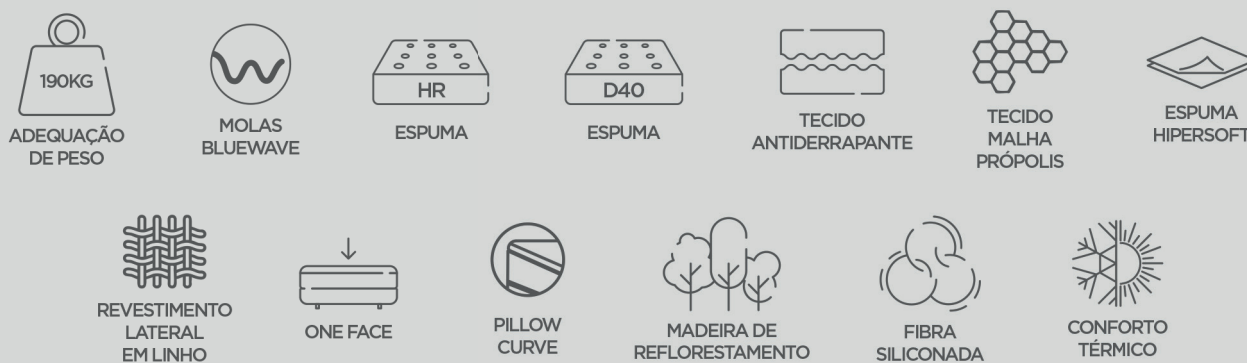 190KG
ADEQUAÇÃO
DE PESO
MOLAS
BLUEWAVE
HR
ESPUMA
D40
ESPUMA
TECIDO
ANTIDERRAPANTE
TECIDO
MALHA
PRÓPOLIS
ESPUMA
HIPERSOFT
REVESTIMENTO
LATERAL
EM LINHO
ONE FACE
PILLOW
CURVE
MADEIRA DE
REFLORESTAMENTO
FIBRA
SILICONADA
CONFORTO
TÉRMICO